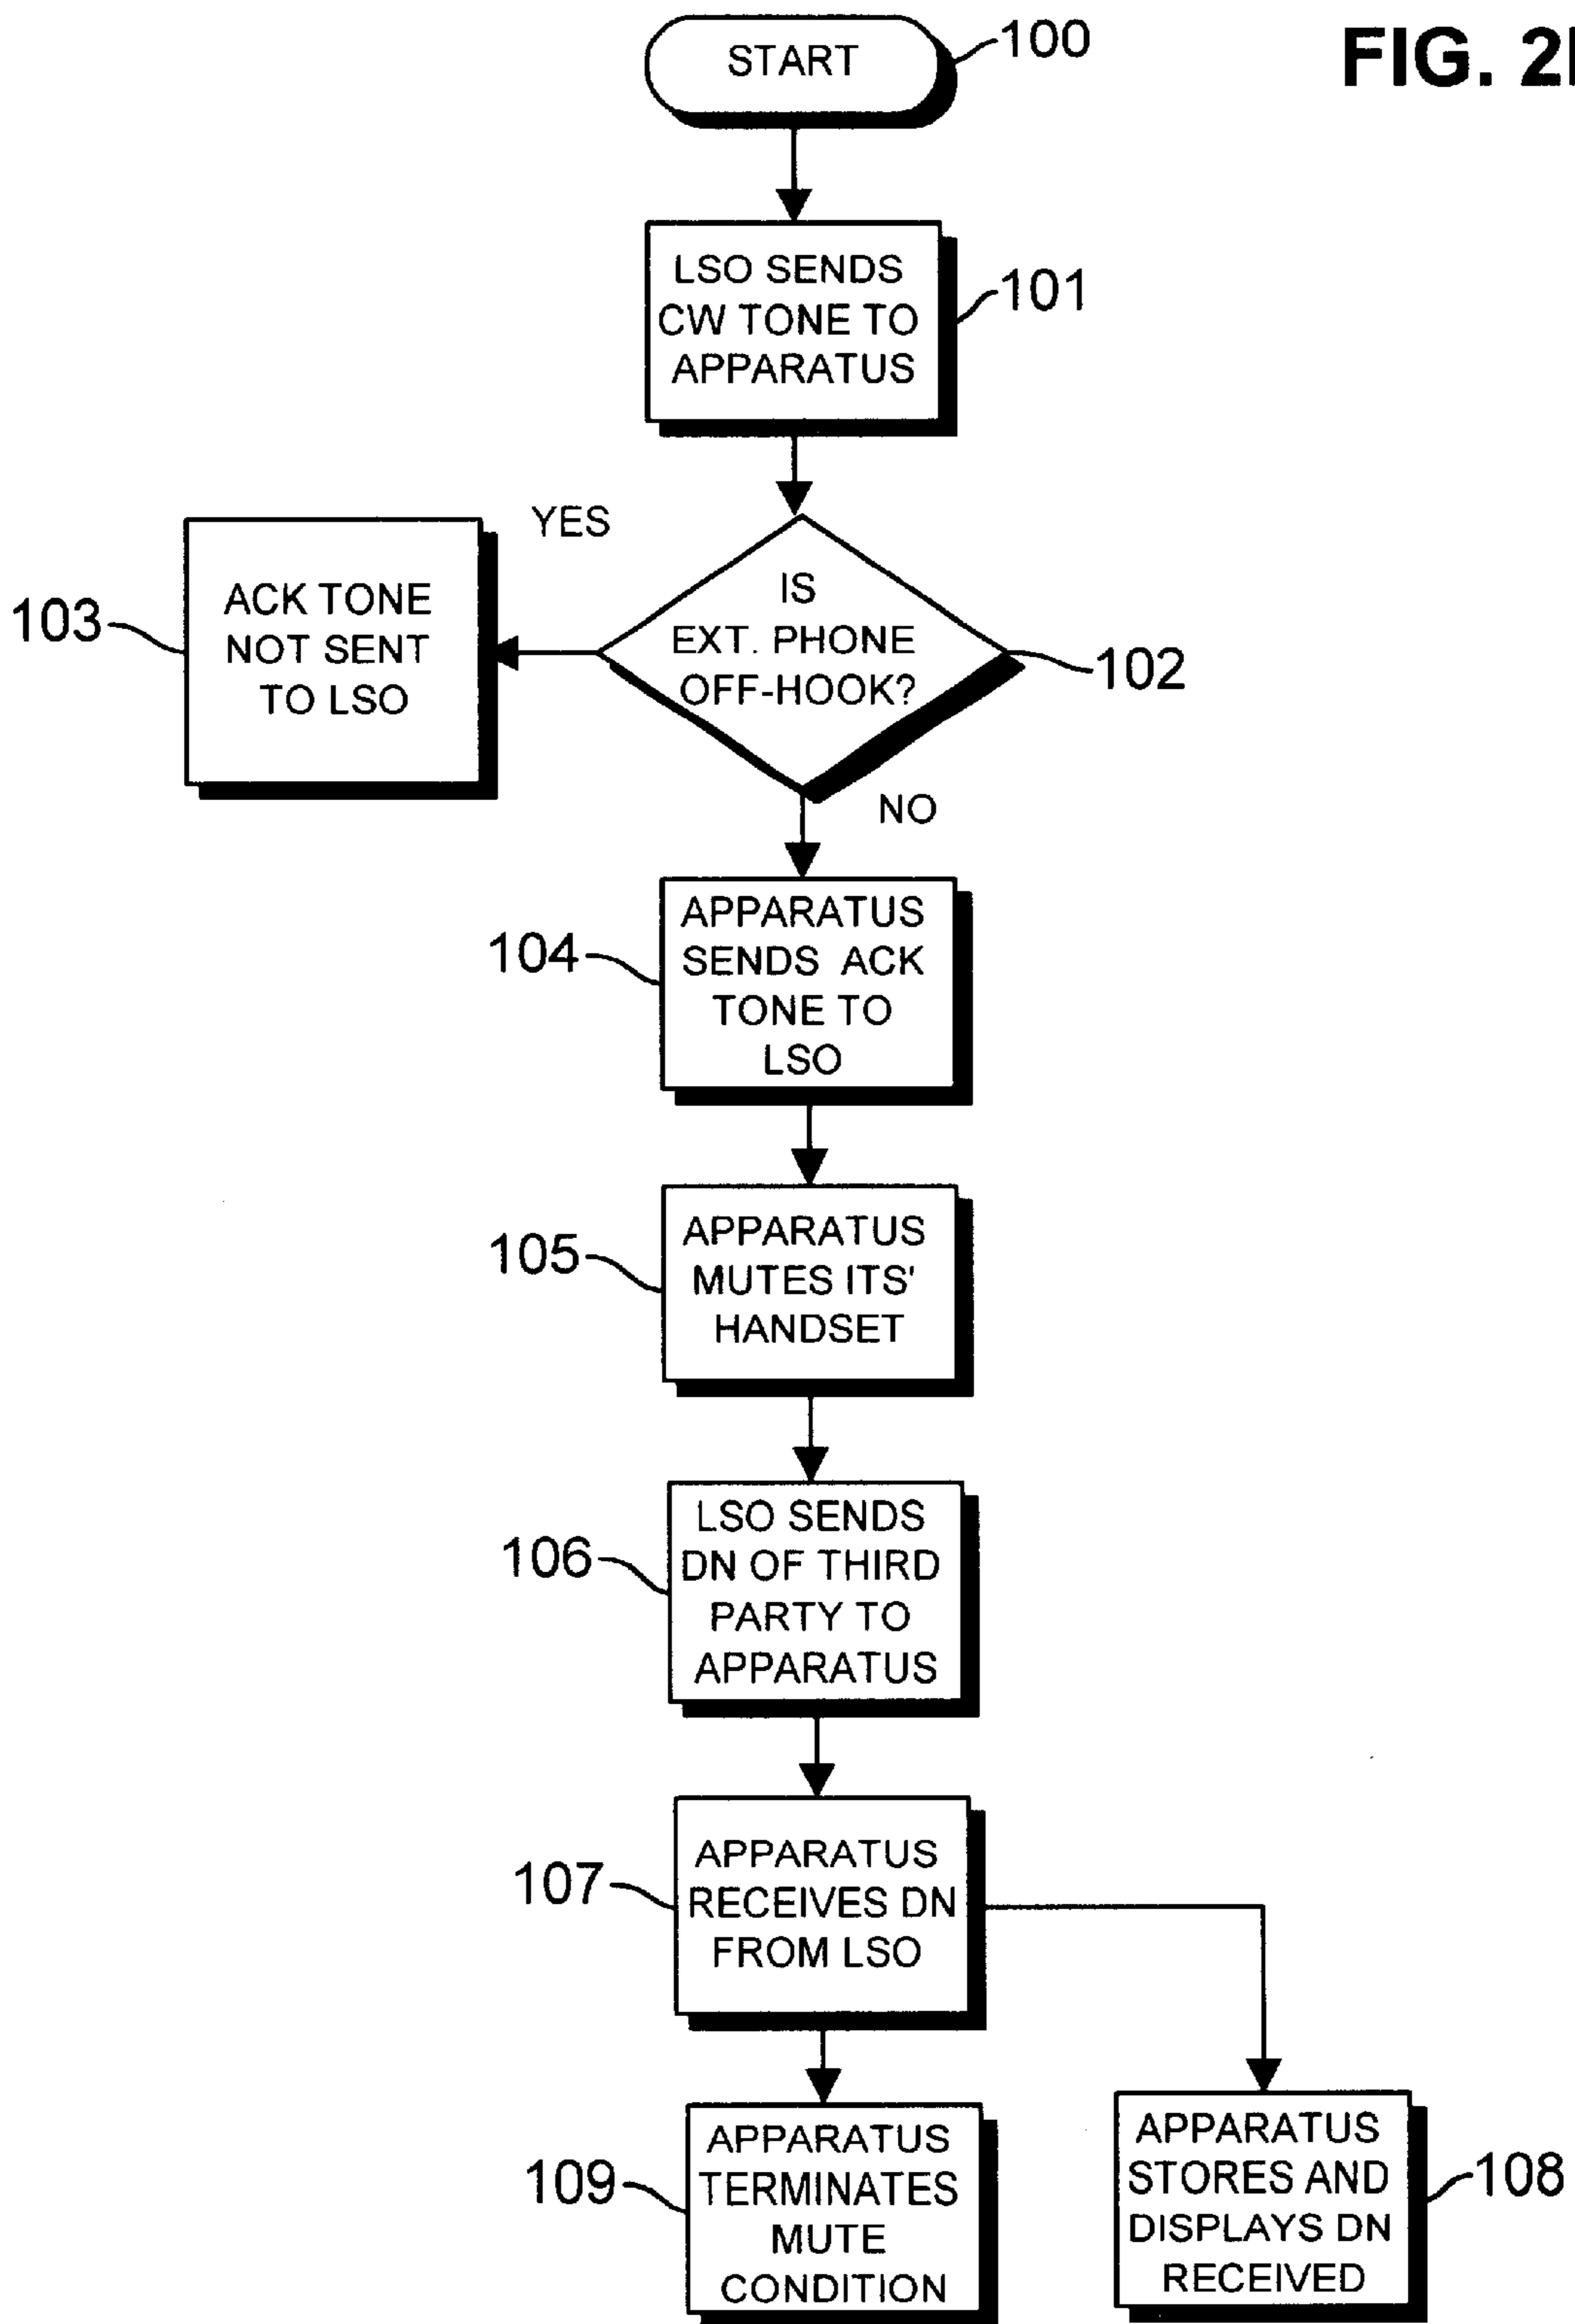 START
100
FIG. 2
LSO SENDS
CW TONE TO
APPARATUS
101
YES
ACK TONE
NOT SENT
TO LSO
103
IS
EXT. PHONE
OFF-HOOK?
102
NO
APPARATUS
SENDS ACK
TONE TO
LSO
104
APPARATUS
MUTES ITS'
HANDSET
105
LSO SENDS
DN OF THIRD
PARTY TO
APPARATUS
106
APPARATUS
RECEIVES DN
FROM LSO
107
APPARATUS
TERMINATES
MUTE
CONDITION
109
APPARATUS
STORES AND
DISPLAYS DN
RECEIVED
108